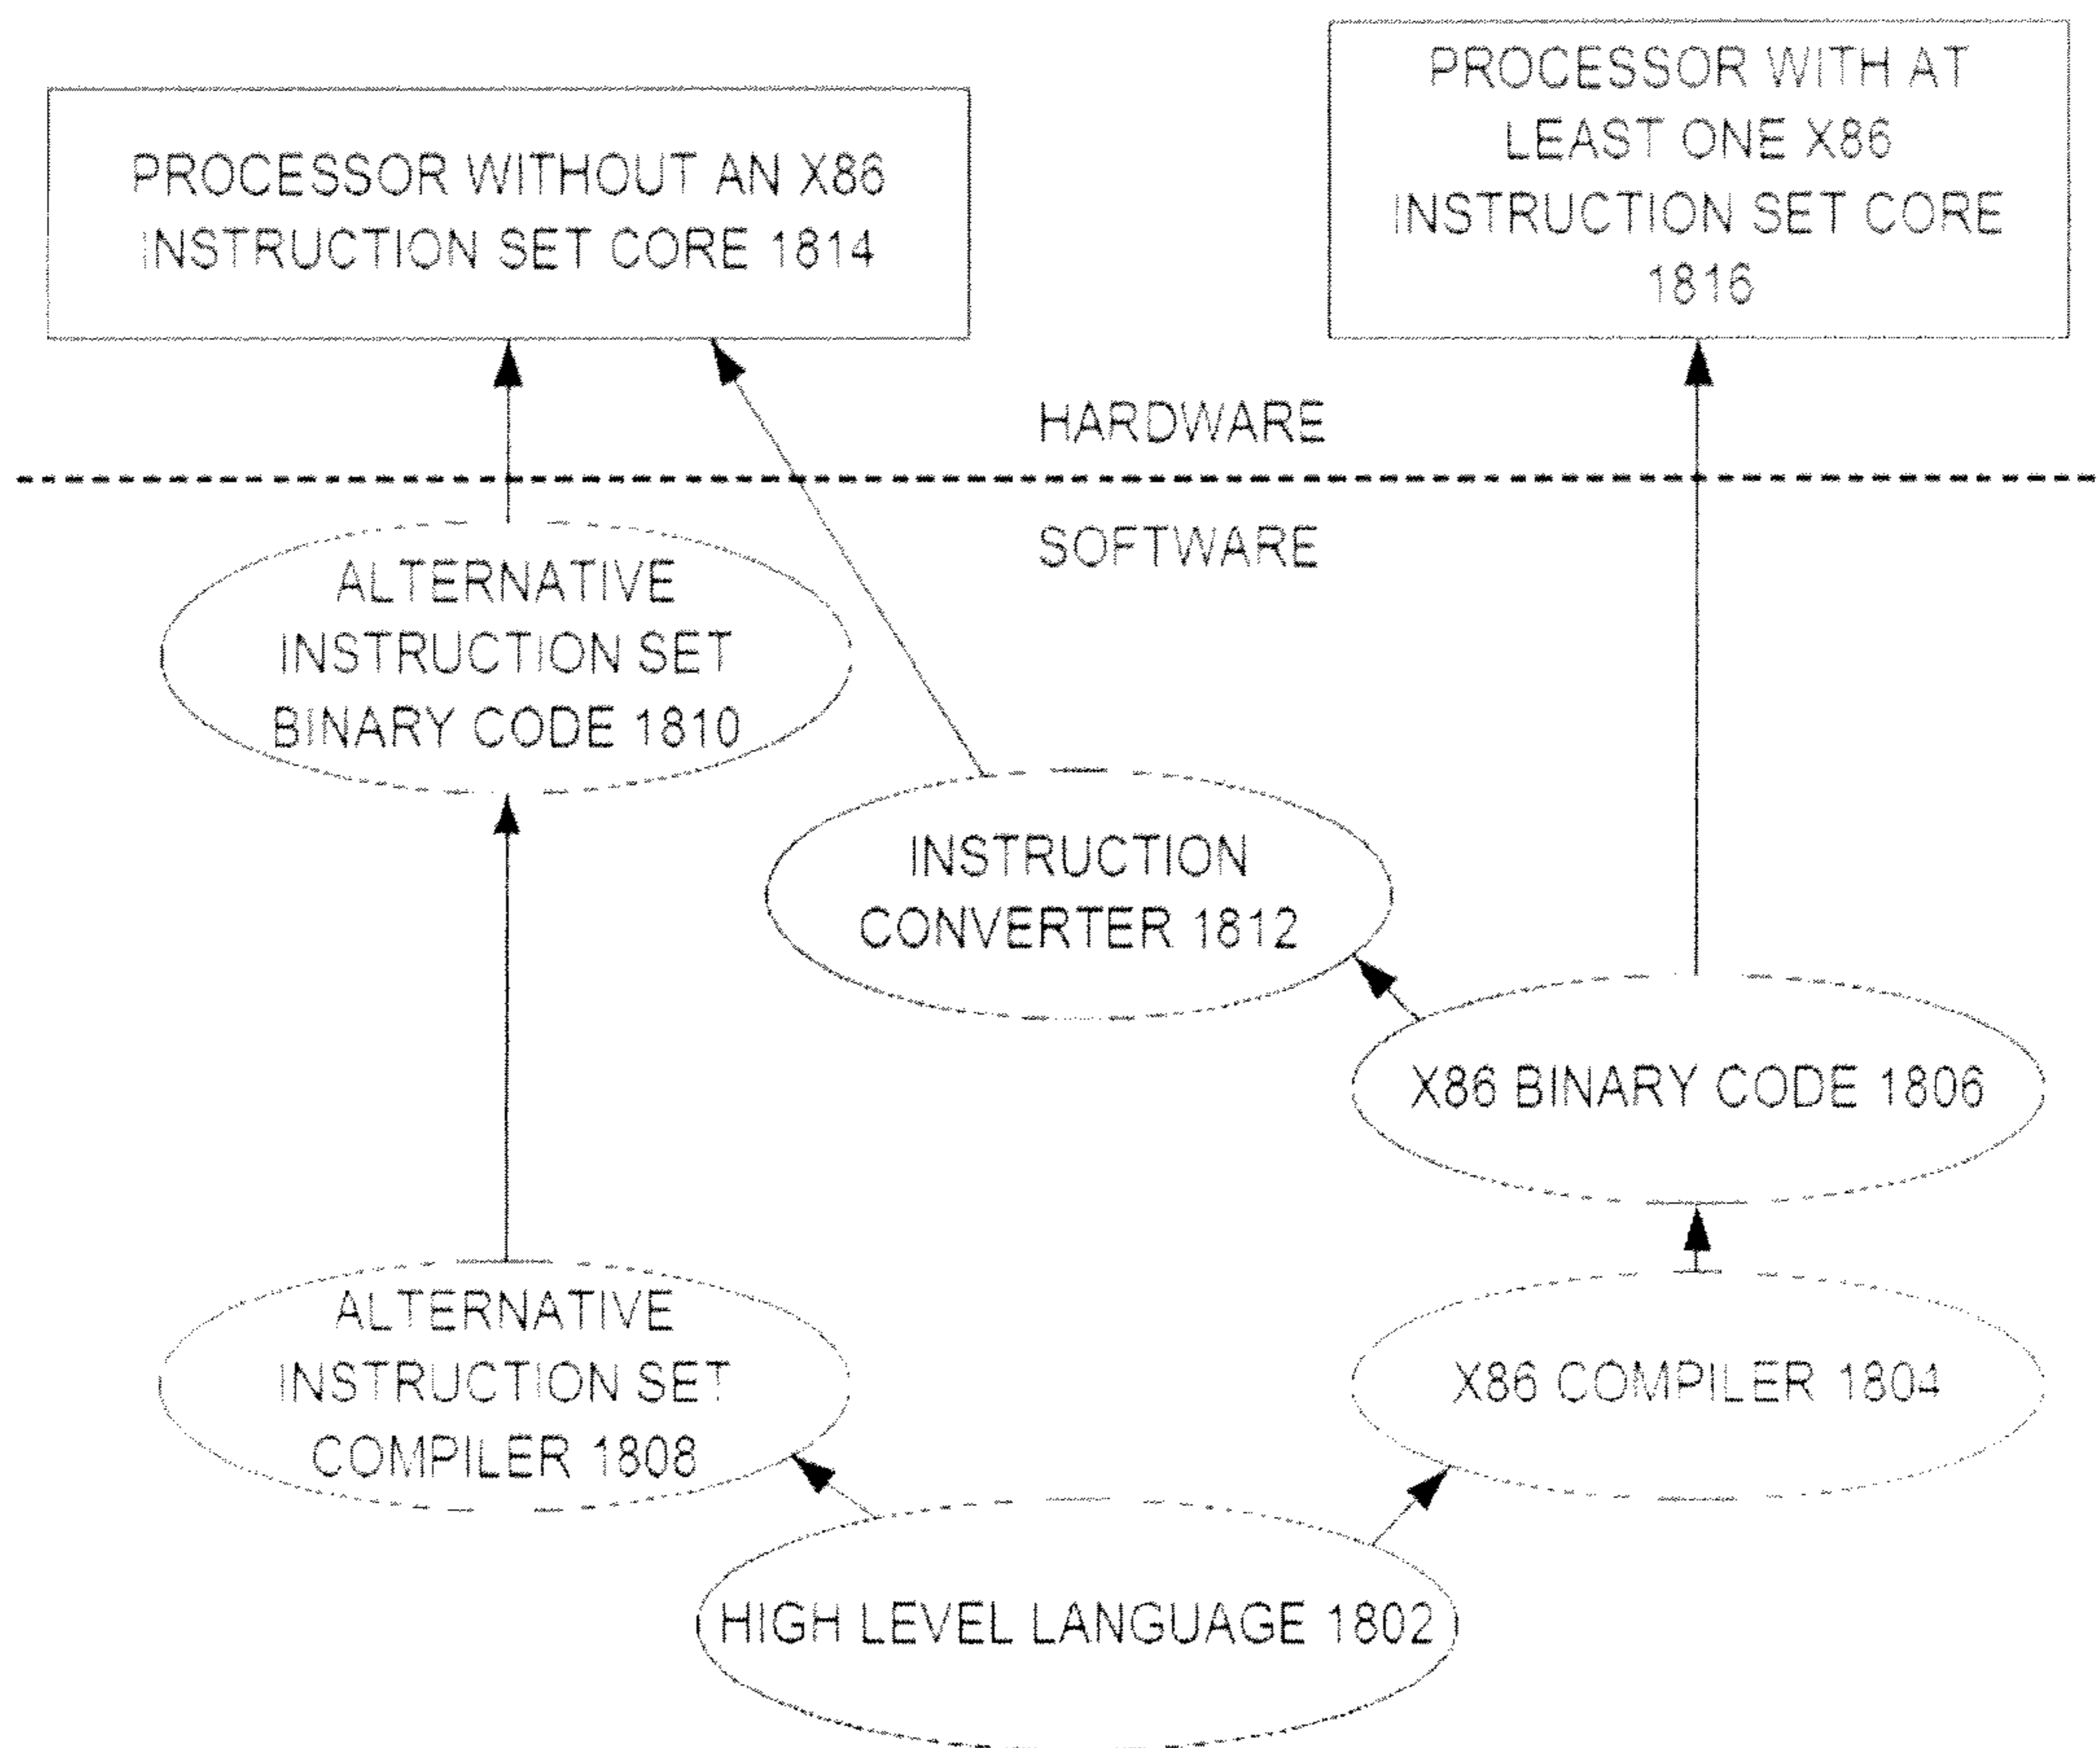 PROCESSOR WITHOUT AN X86
INSTRUCTION SET CORE 1814
PROCESSOR WITH AT
LEAST ONE X86
INSTRUCTION SET CORE
1816
HARDWARE
SOFTWARE
ALTERNATIVE
INSTRUCTION SET
BINARY CODE 1810
INSTRUCTION
CONVERTER 1812
X86 BINARY CODE 1806
ALTERNATIVE
INSTRUCTION SET
COMPILER 1808
X86 COMPILER 1804
HIGH LEVEL LANGUAGE 1802